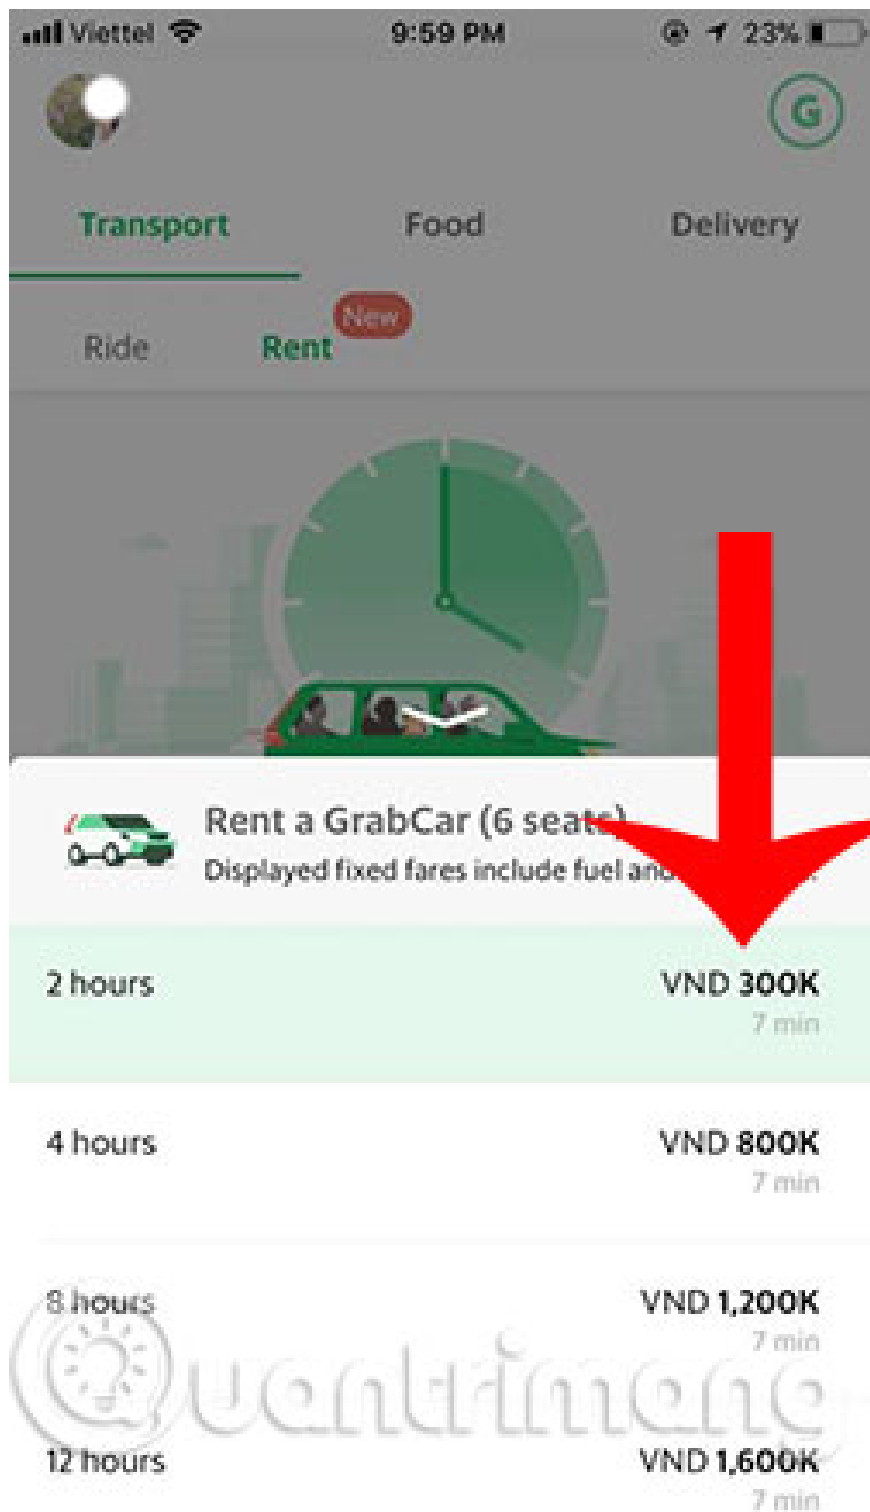 Viettel 9:59 PM 23%
G
Transport Food Delivery
New
Ride Rent
Rent a GrabCar (6 seats)
Displayed fixed fares include fuel and
2 hours VND 300K
7 min
4 hours VND 800K
7 min
8 hours VND 1,200K
7 min
Quantrimang
12 hours VND 1,600K
7 min